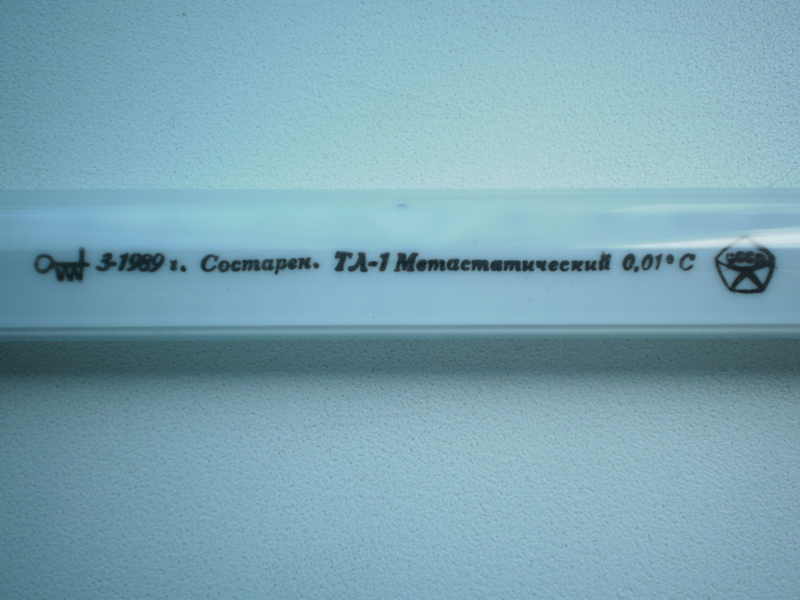 3-1989 г. Состарен. ТЛ-1 Метастатический 0,01°C